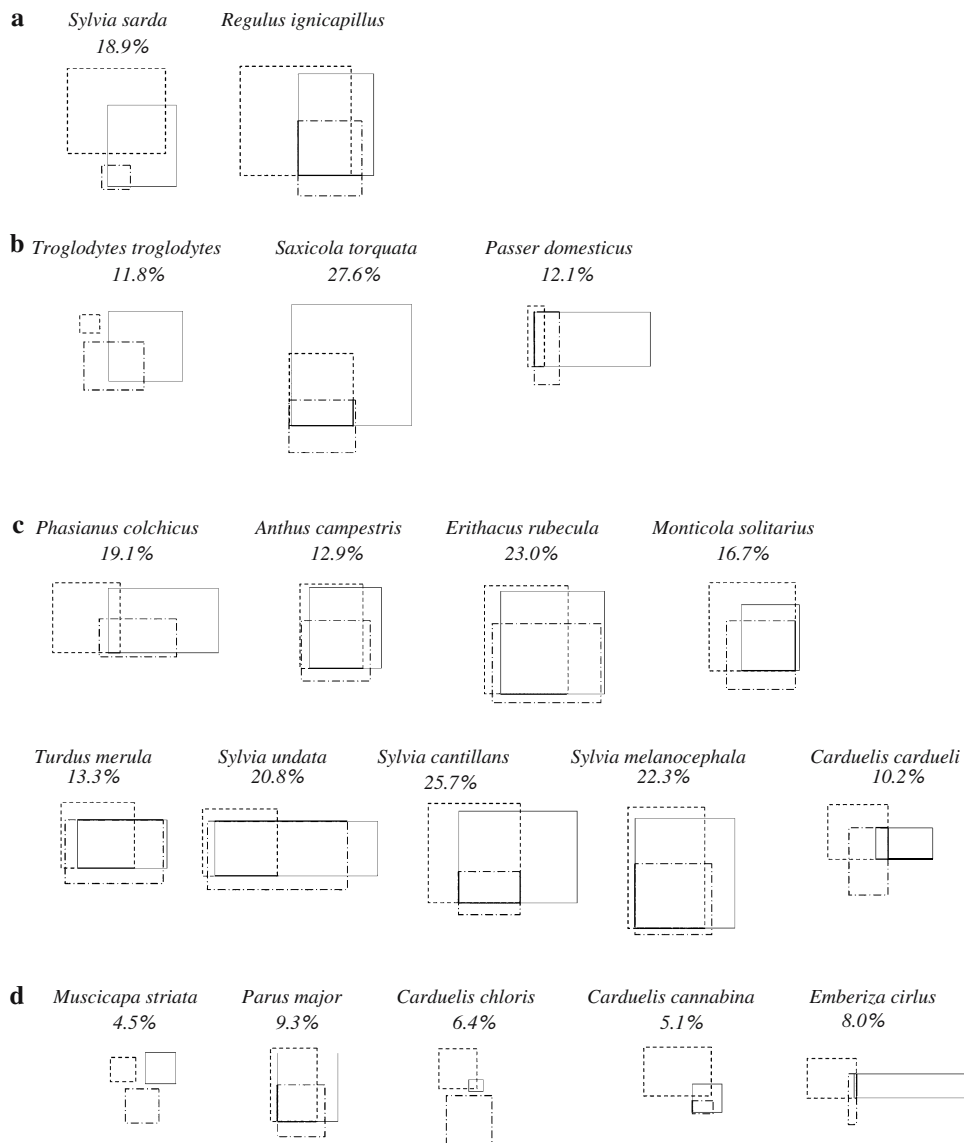 a Sylvia sarda Regulus ignicapillus
18.9%
b Troglodytes troglodytes Saxicola torquata Passer domesticus
11.8% 27.6% 12.1%
c Phasianus colchicus Anthus campestris Erithacus rubecula Monticola solitarius
19.1% 12.9% 23.0% 16.7%
Turdus merula Sylvia undata Sylvia cantillans Sylvia melanocephala Carduelis cardueli
13.3% 20.8% 25.7% 22.3% 10.2%
d Muscicapa striata Parus major Carduelis chloris Carduelis cannabina Emberiza cirlus
4.5% 9.3% 6.4% 5.1% 8.0%